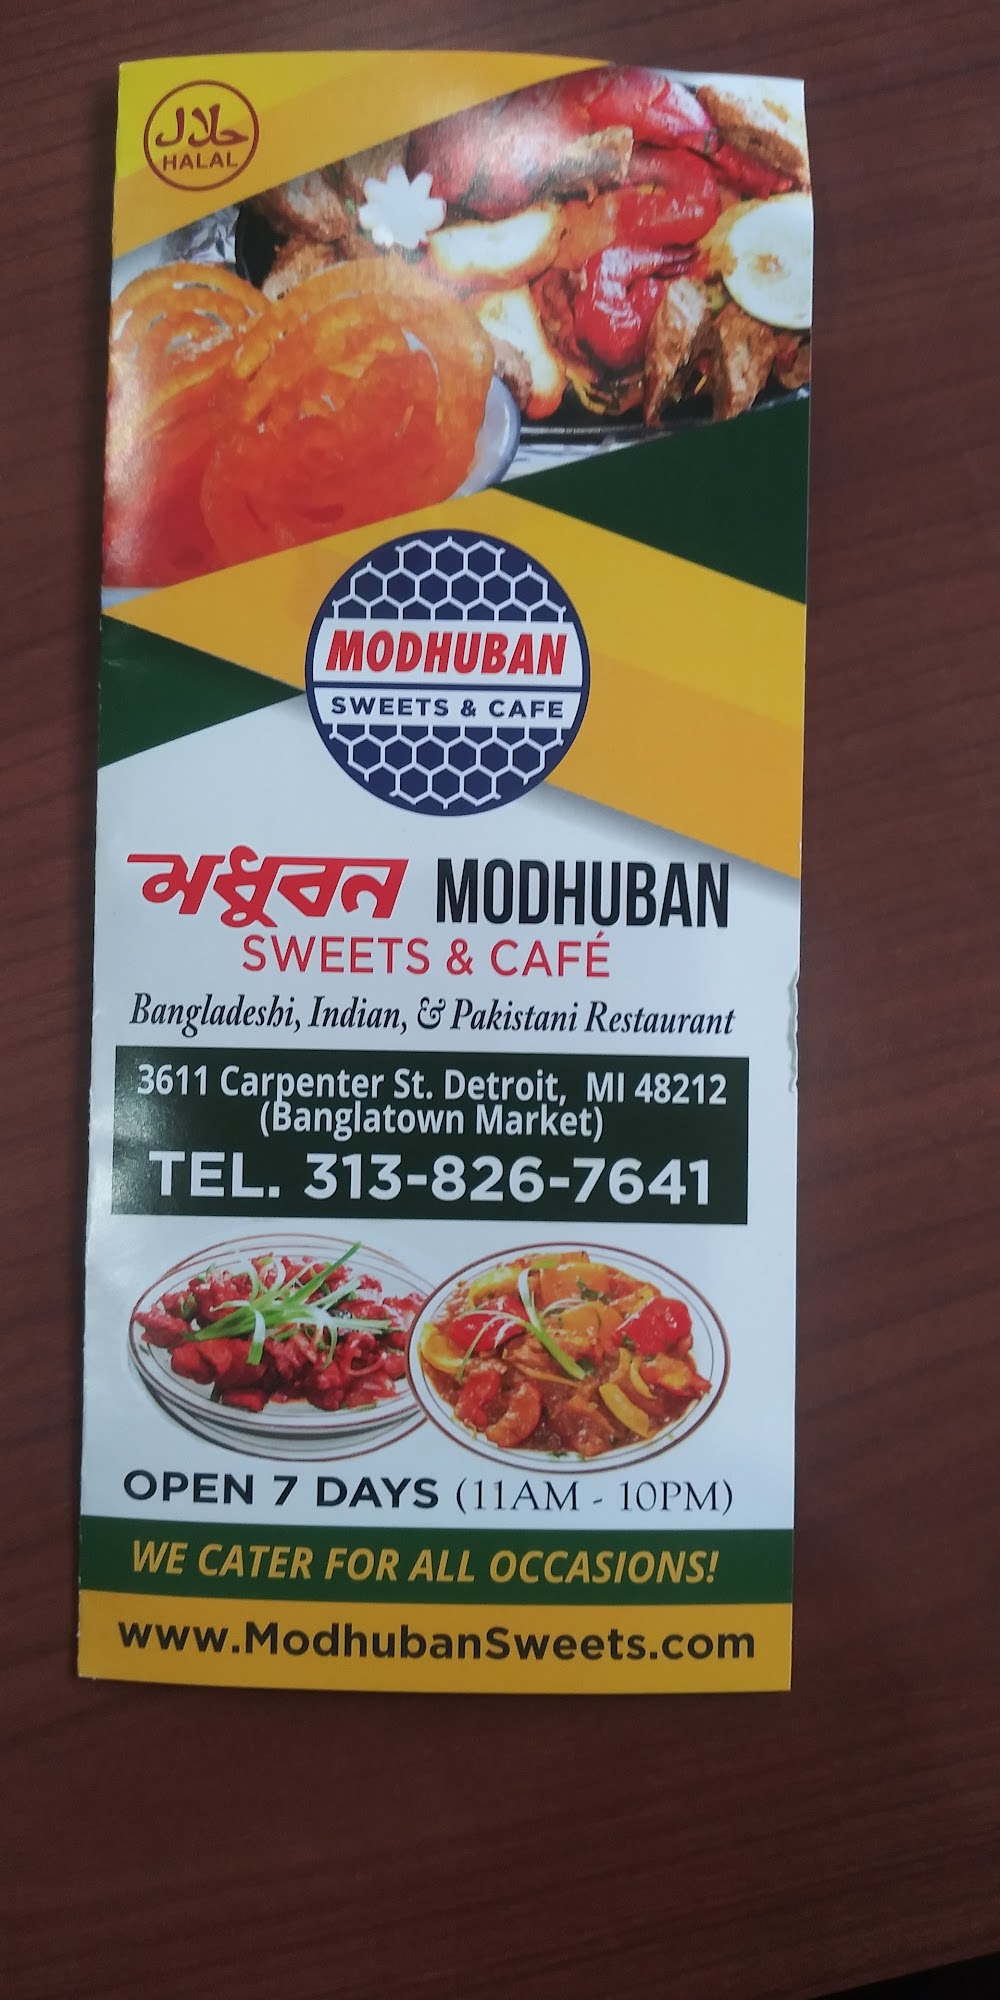 حلال
HALAL
MODHUBAN
SWEETS & CAFE
মধুবন MODHUBAN
SWEETS & CAFÉ
Bangladeshi, Indian, & Pakistani Restaurant
3611 Carpenter St. Detroit, MI 48212
(Banglatown Market)
TEL. 313-826-7641
OPEN 7 DAYS (11AM - 10PM)
WE CATER FOR ALL OCCASIONS!
www.ModhubanSweets.com